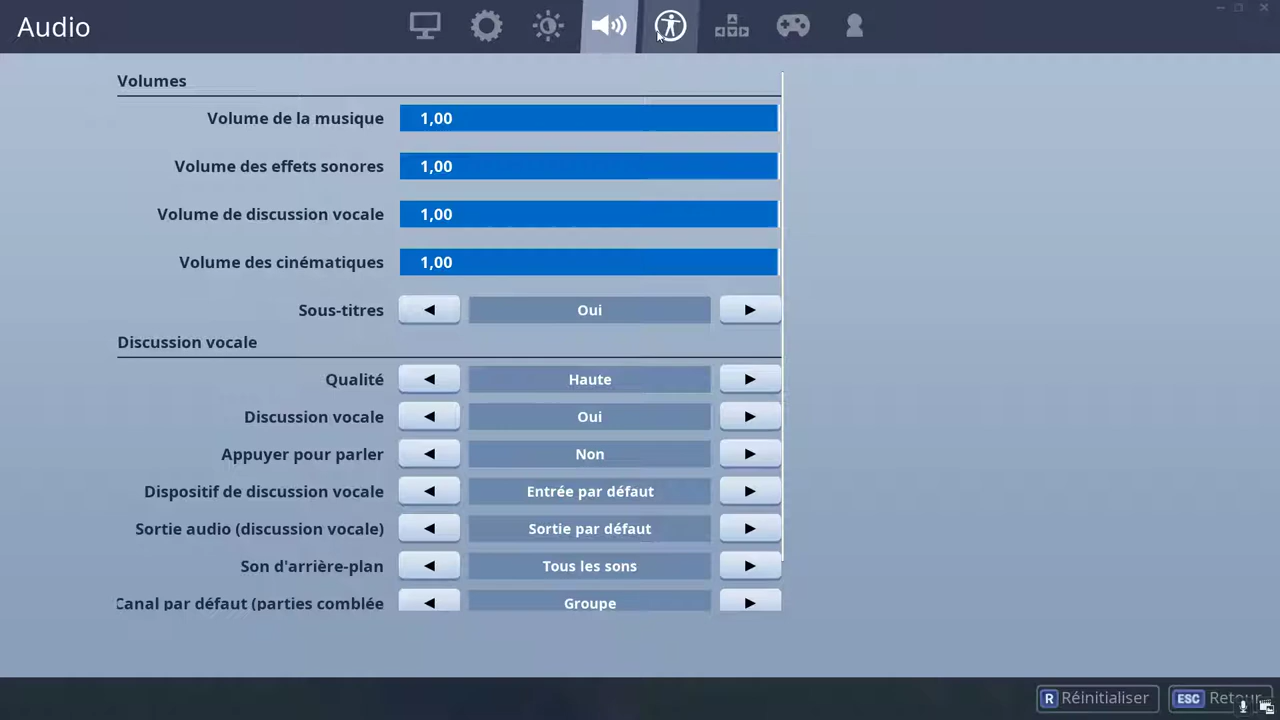 Audio
Volumes
Volume de la musique 1,00
Volume des effets sonores 1,00
Volume de discussion vocale 1,00
Volume des cinématiques 1,00
Sous-titres Oui
Discussion vocale
Qualité Haute
Discussion vocale Oui
Appuyer pour parler Non
Dispositif de discussion vocale Entrée par défaut
Sortie audio (discussion vocale) Sortie par défaut
Son d'arrière-plan Tous les sons
Canal par défaut (parties comblée Groupe
R Réinitialiser ESC Retour